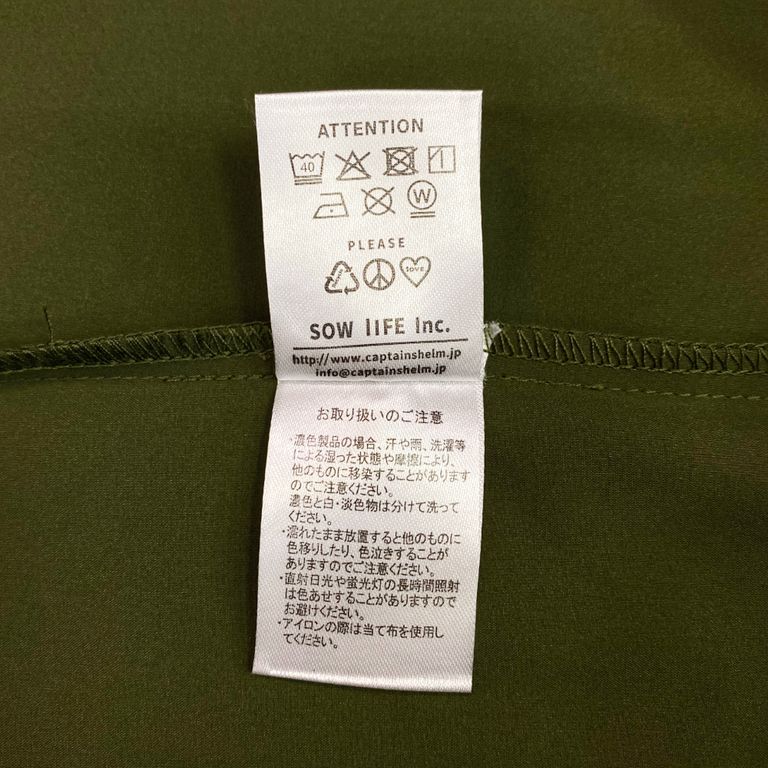 ATTENTION
40
W
PLEASE
love
SOW lIFE Inc.
http://www.captainshelm.jp
info@captainshelm.jp
お取り扱いのご注意
・濃色製品の場合、汗や雨、洗濯等
による湿った状態や摩擦により、
他のものに移染することがあります
のでご注意ください。
濃色と白・淡色物は分けて洗って
ください。
・濡れたまま放置すると他のものに
色移りしたり、色泣きすることが
ありますのでご注意ください。
・直射日光や蛍光灯の長時間照射
は色あせすることがありますので
お避けください。
・アイロンの際は当て布を使用し
てください。